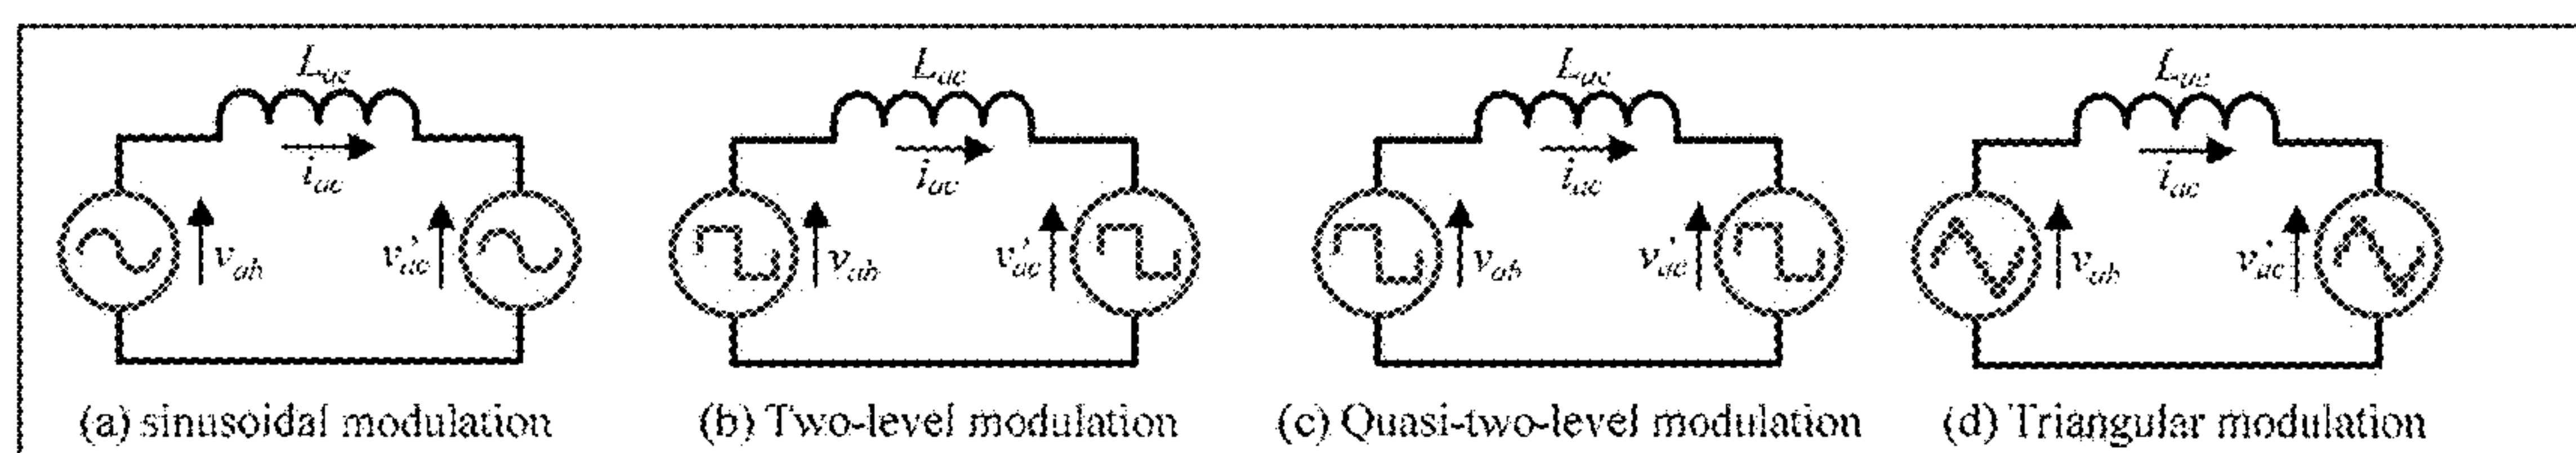 L_ac L_ac L_ac L_ac
i_ac i_ac i_ac i_ac
v_ab v'_ac v_ab v'_ac v_ab v'_ac v_ab v'_ac
(a) sinusoidal modulation (b) Two-level modulation (c) Quasi-two-level modulation (d) Triangular modulation